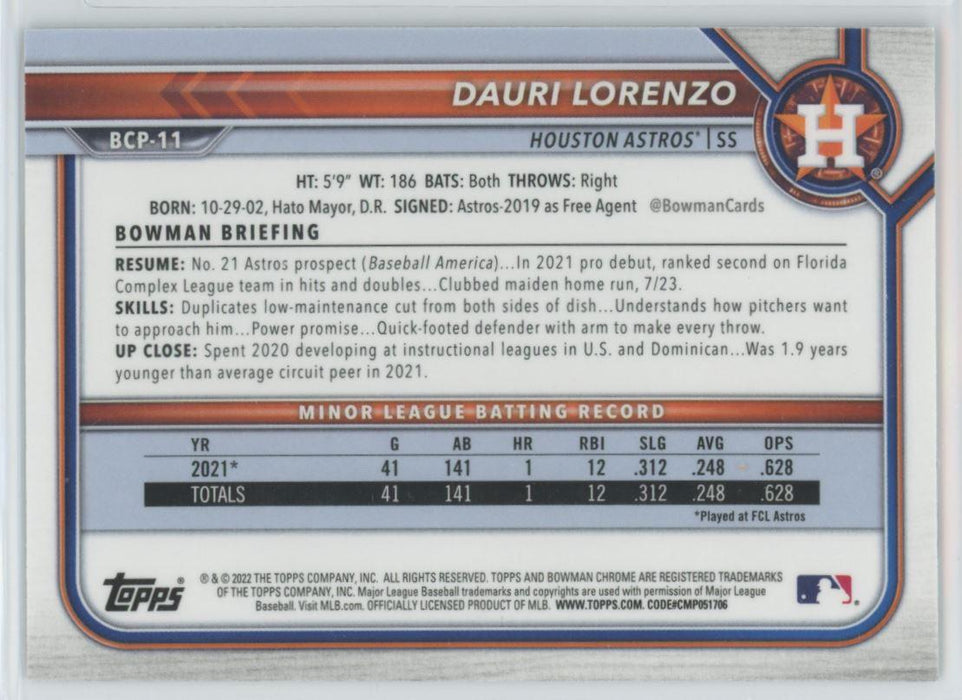 DAURI LORENZO
BCP-11
HOUSTON ASTROS® | SS
H
®
HT: 5'9" WT: 186 BATS: Both THROWS: Right
BORN: 10-29-02, Hato Mayor, D.R. SIGNED: Astros-2019 as Free Agent @BowmanCards
BOWMAN BRIEFING
RESUME: No. 21 Astros prospect (Baseball America)...In 2021 pro debut, ranked second on Florida
Complex League team in hits and doubles...Clubbed maiden home run, 7/23.
SKILLS: Duplicates low-maintenance cut from both sides of dish...Understands how pitchers want
to approach him...Power promise...Quick-footed defender with arm to make every throw.
UP CLOSE: Spent 2020 developing at instructional leagues in U.S. and Dominican...Was 1.9 years
younger than average circuit peer in 2021.
MINOR LEAGUE BATTING RECORD
YR G AB HR RBI SLG AVG OPS
2021* 41 141 1 12 .312 .248 .628
TOTALS 41 141 1 12 .312 .248 .628
*Played at FCL Astros
Topps®
® & © 2022 THE TOPPS COMPANY, INC. ALL RIGHTS RESERVED. TOPPS AND BOWMAN CHROME ARE REGISTERED TRADEMARKS
OF THE TOPPS COMPANY, INC. Major League Baseball trademarks and copyrights are used with permission of Major League
Baseball. Visit MLB.com. OFFICIALLY LICENSED PRODUCT OF MLB. WWW.TOPPS.COM. CODE#CMP051706
®